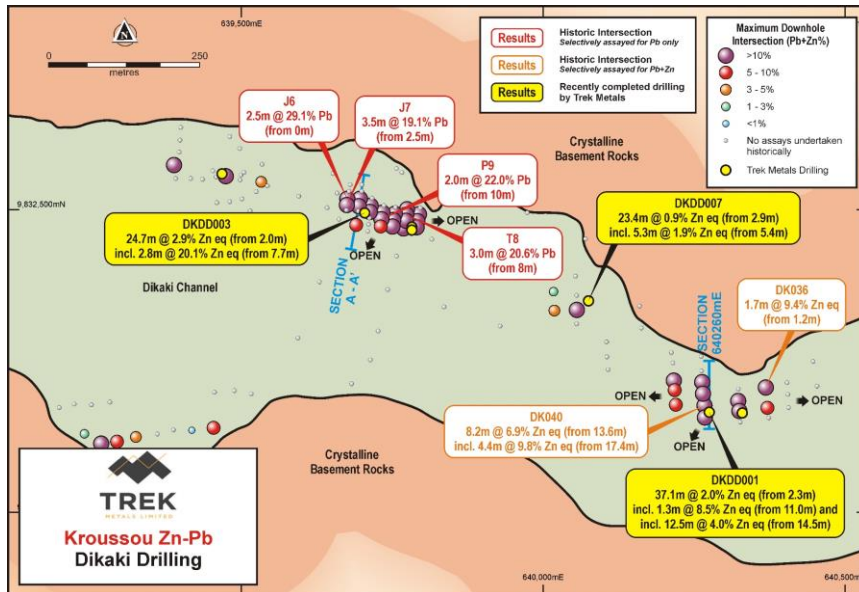 639,500mE
N
0
250
metres
Results
Historic Intersection
Selectively assayed for Pb only
Results
Historic Intersection
Selectively assayed for Pb+Zn
Results
Recently completed drilling
by Trek Metals
Maximum Downhole
Intersection (Pb+Zn%)
>10%
5 - 10%
3 - 5%
1 - 3%
<1%
No assays undertaken
historically
Trek Metals Drilling
J6
2.5m @ 29.1% Pb
(from 0m)
J7
3.5m @ 19.1% Pb
(from 2.5m)
Crystalline
Basement Rocks
P9
2.0m @ 22.0% Pb
(from 10m)
9,832,500mN
OPEN
DKDD007
23.4m @ 0.9% Zn eq (from 2.9m)
incl. 5.3m @ 1.9% Zn eq (from 5.4m)
DKDD003
24.7m @ 2.9% Zn eq (from 2.0m)
incl. 2.8m @ 20.1% Zn eq (from 7.7m)
OPEN
T8
3.0m @ 20.6% Pb
(from 8m)
SECTION
A - A'
Dikaki Channel
SECTION
640260mE
DK036
1.7m @ 9.4% Zn eq
(from 1.2m)
OPEN
OPEN
DK040
8.2m @ 6.9% Zn eq (from 13.6m)
incl. 4.4m @ 9.8% Zn eq (from 17.4m)
OPEN
Crystalline
Basement Rocks
DKDD001
37.1m @ 2.0% Zn eq (from 2.3m)
incl. 1.3m @ 8.5% Zn eq (from 11.0m) and
incl. 12.5m @ 4.0% Zn eq (from 14.5m)
TREK
METALS LIMITED
Kroussou Zn-Pb
Dikaki Drilling
640,000mE
640,500mE